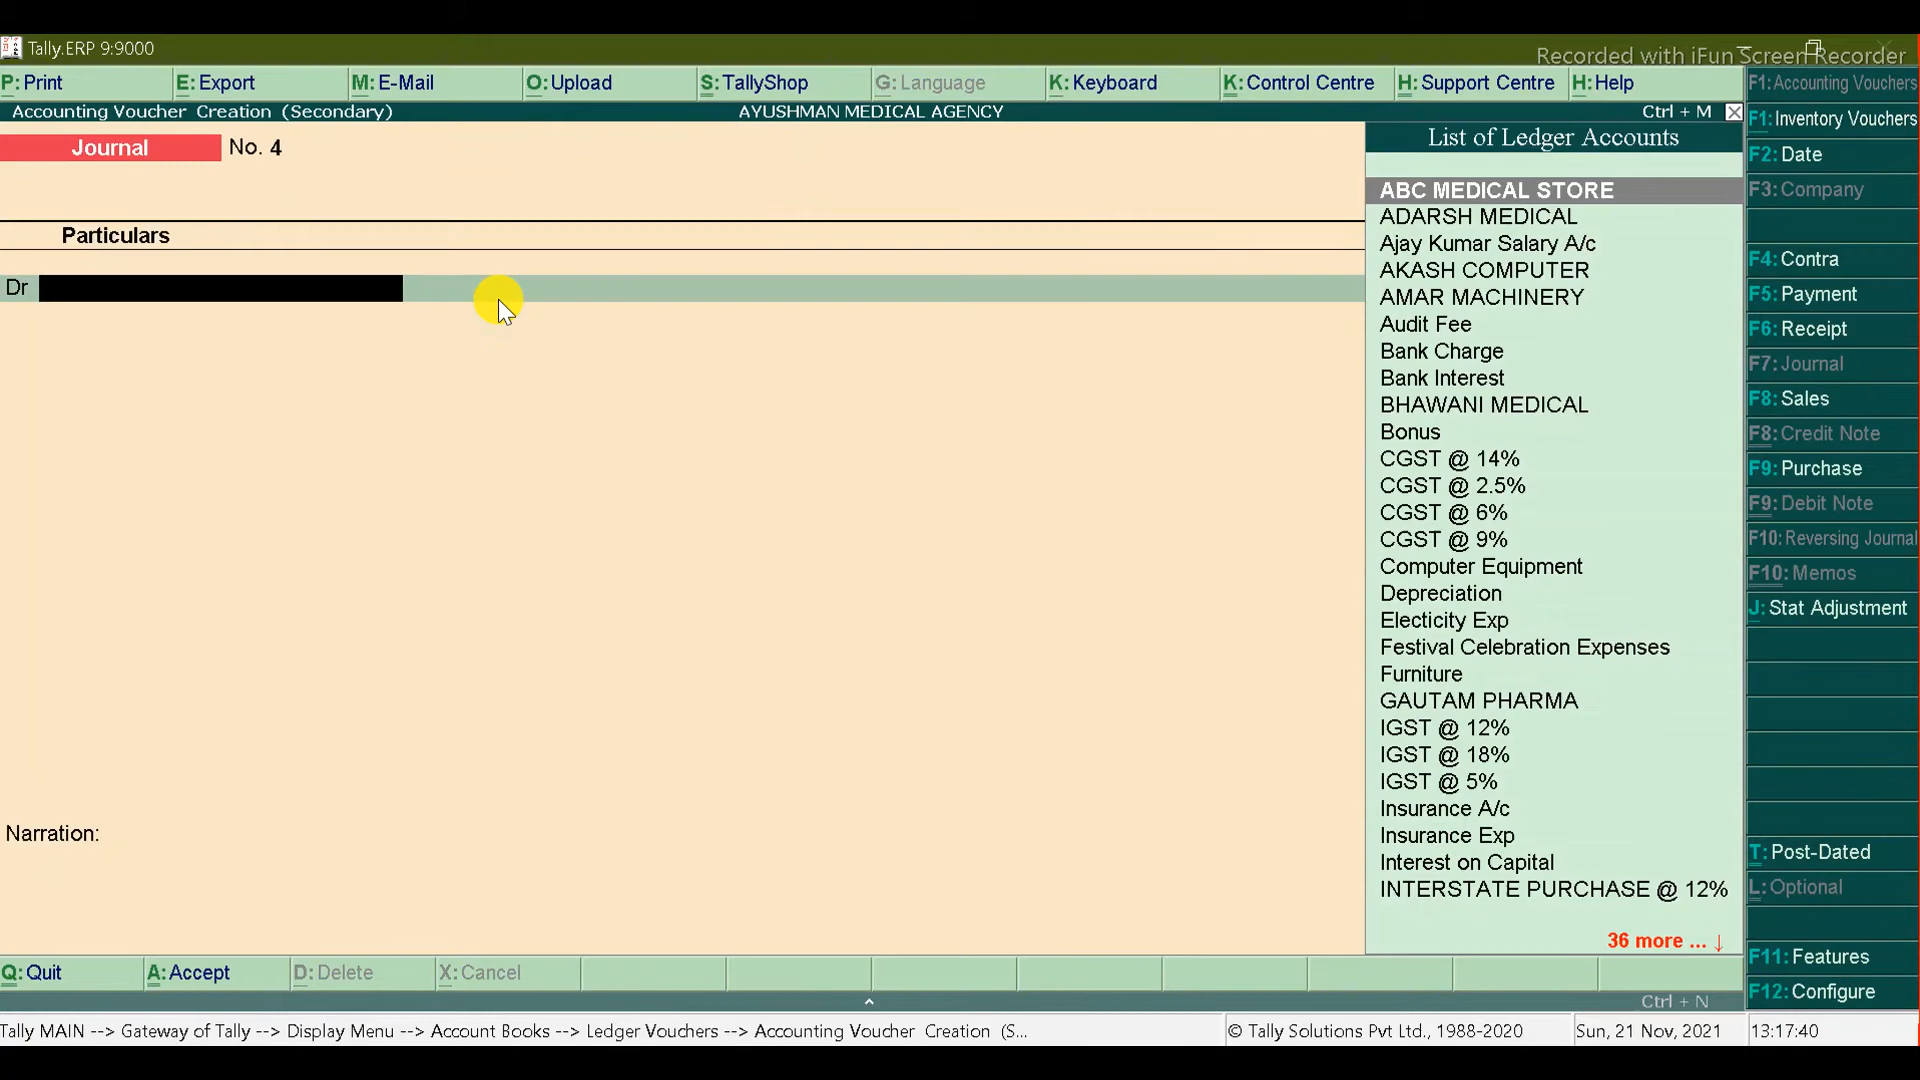 Tally.ERP 9:9000
Recorded with iFun Screen Recorder
P: Print E: Export M: E-Mail O: Upload S: TallyShop G: Language K: Keyboard K: Control Centre H: Support Centre H: Help
F1: Accounting Vouchers
Accounting Voucher Creation (Secondary) AYUSHMAN MEDICAL AGENCY Ctrl + M
Journal No. 4
Particulars
Dr
Narration:
List of Ledger Accounts
ABC MEDICAL STORE
ADARSH MEDICAL
Ajay Kumar Salary A/c
AKASH COMPUTER
AMAR MACHINERY
Audit Fee
Bank Charge
Bank Interest
BHAWANI MEDICAL
Bonus
CGST @ 14%
CGST @ 2.5%
CGST @ 6%
CGST @ 9%
Computer Equipment
Depreciation
Electicity Exp
Festival Celebration Expenses
Furniture
GAUTAM PHARMA
IGST @ 12%
IGST @ 18%
IGST @ 5%
Insurance A/c
Insurance Exp
Interest on Capital
INTERSTATE PURCHASE @ 12%
36 more ... ↓
F1: Inventory Vouchers
F2: Date
F3: Company
F4: Contra
F5: Payment
F6: Receipt
F7: Journal
F8: Sales
F8: Credit Note
F9: Purchase
F9: Debit Note
F10: Reversing Journal
F10: Memos
J: Stat Adjustment
T: Post-Dated
L: Optional
F11: Features
F12: Configure
Q: Quit A: Accept D: Delete X: Cancel
Ctrl + N
Tally MAIN --> Gateway of Tally --> Display Menu --> Account Books --> Ledger Vouchers --> Accounting Voucher Creation (S... © Tally Solutions Pvt Ltd., 1988-2020 Sun, 21 Nov, 2021 13:17:40